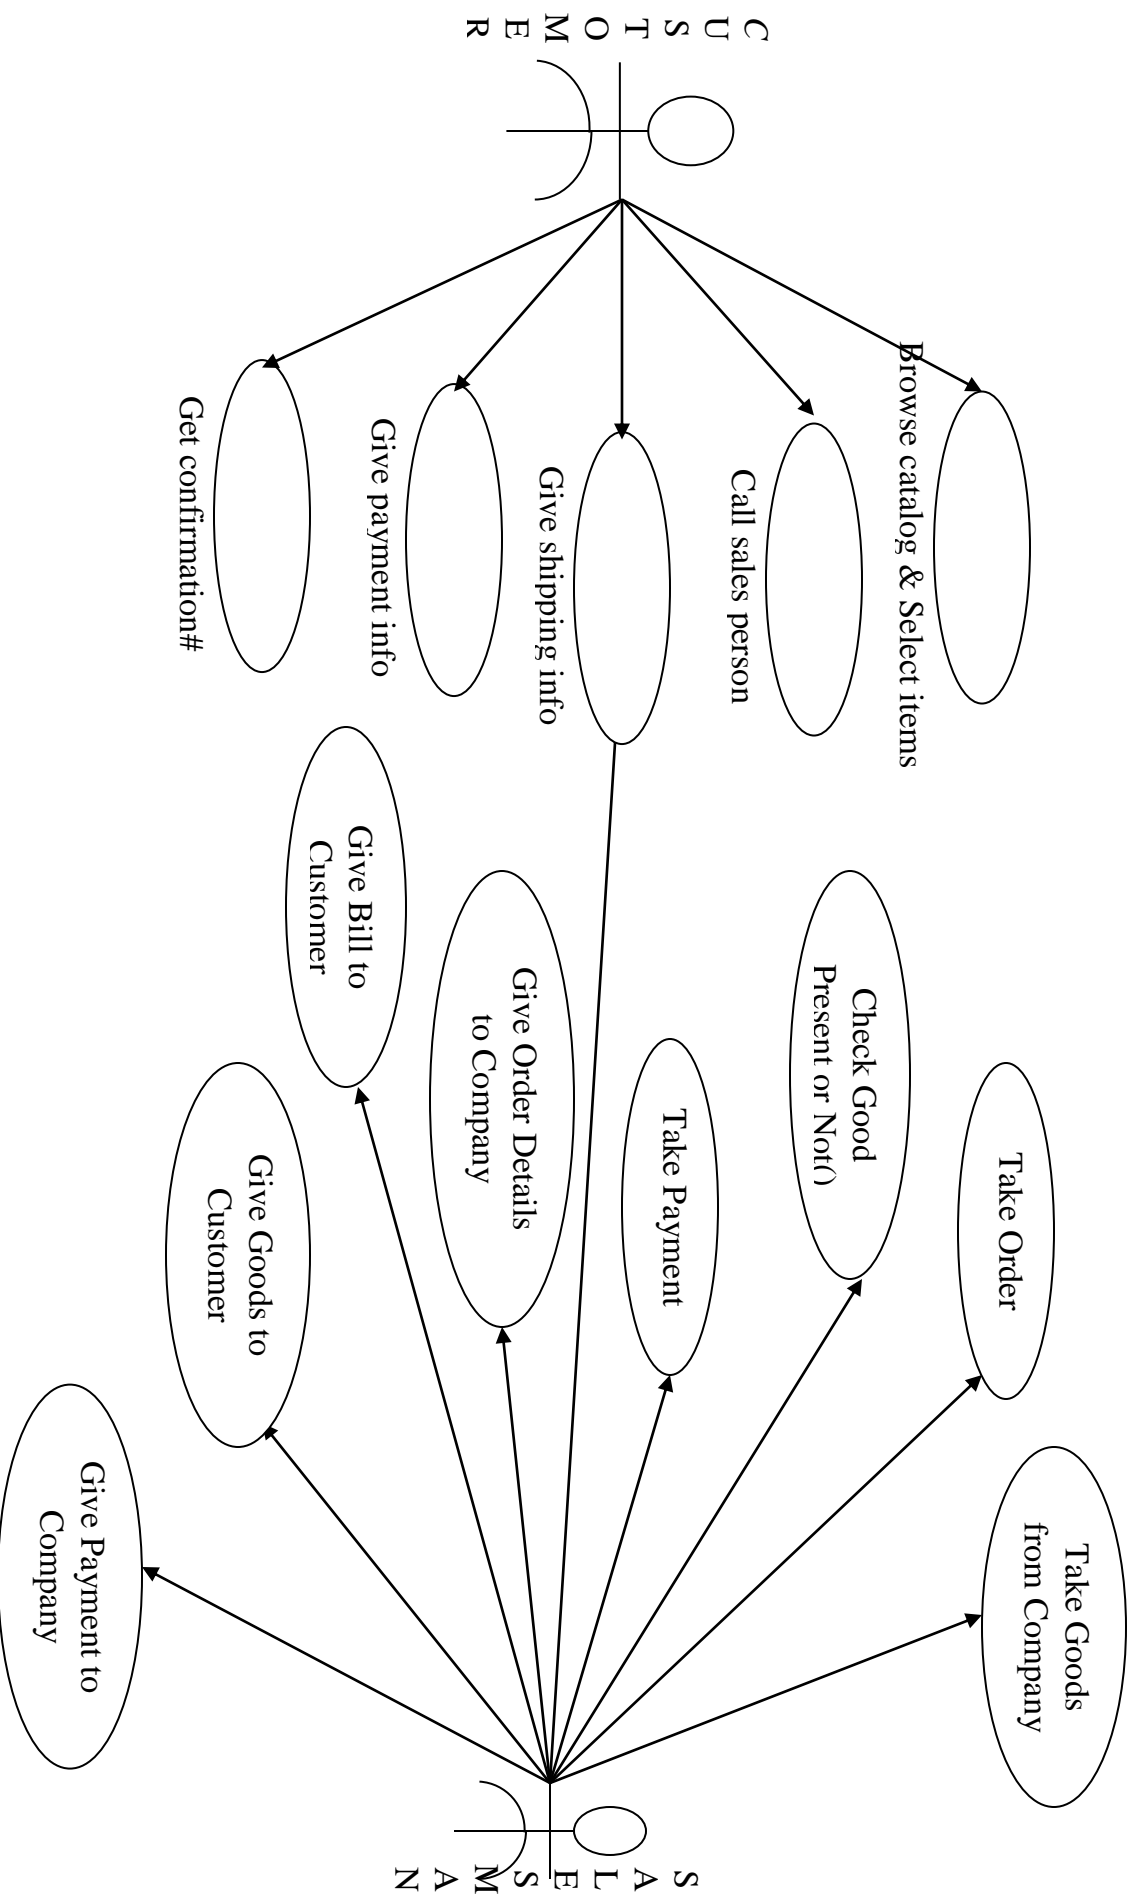 C
U
S
T
O
M
E
R
Browse catalog & Select items
Call sales person
Give shipping info
Give payment info
Get confirmation#
Take Order
Check Good
Present or Not()
Take Payment
Give Order Details
to Company
Give Bill to
Customer
Give Goods to
Customer
Take Goods
from Company
Give Payment to
Company
S
A
L
E
S
M
A
N